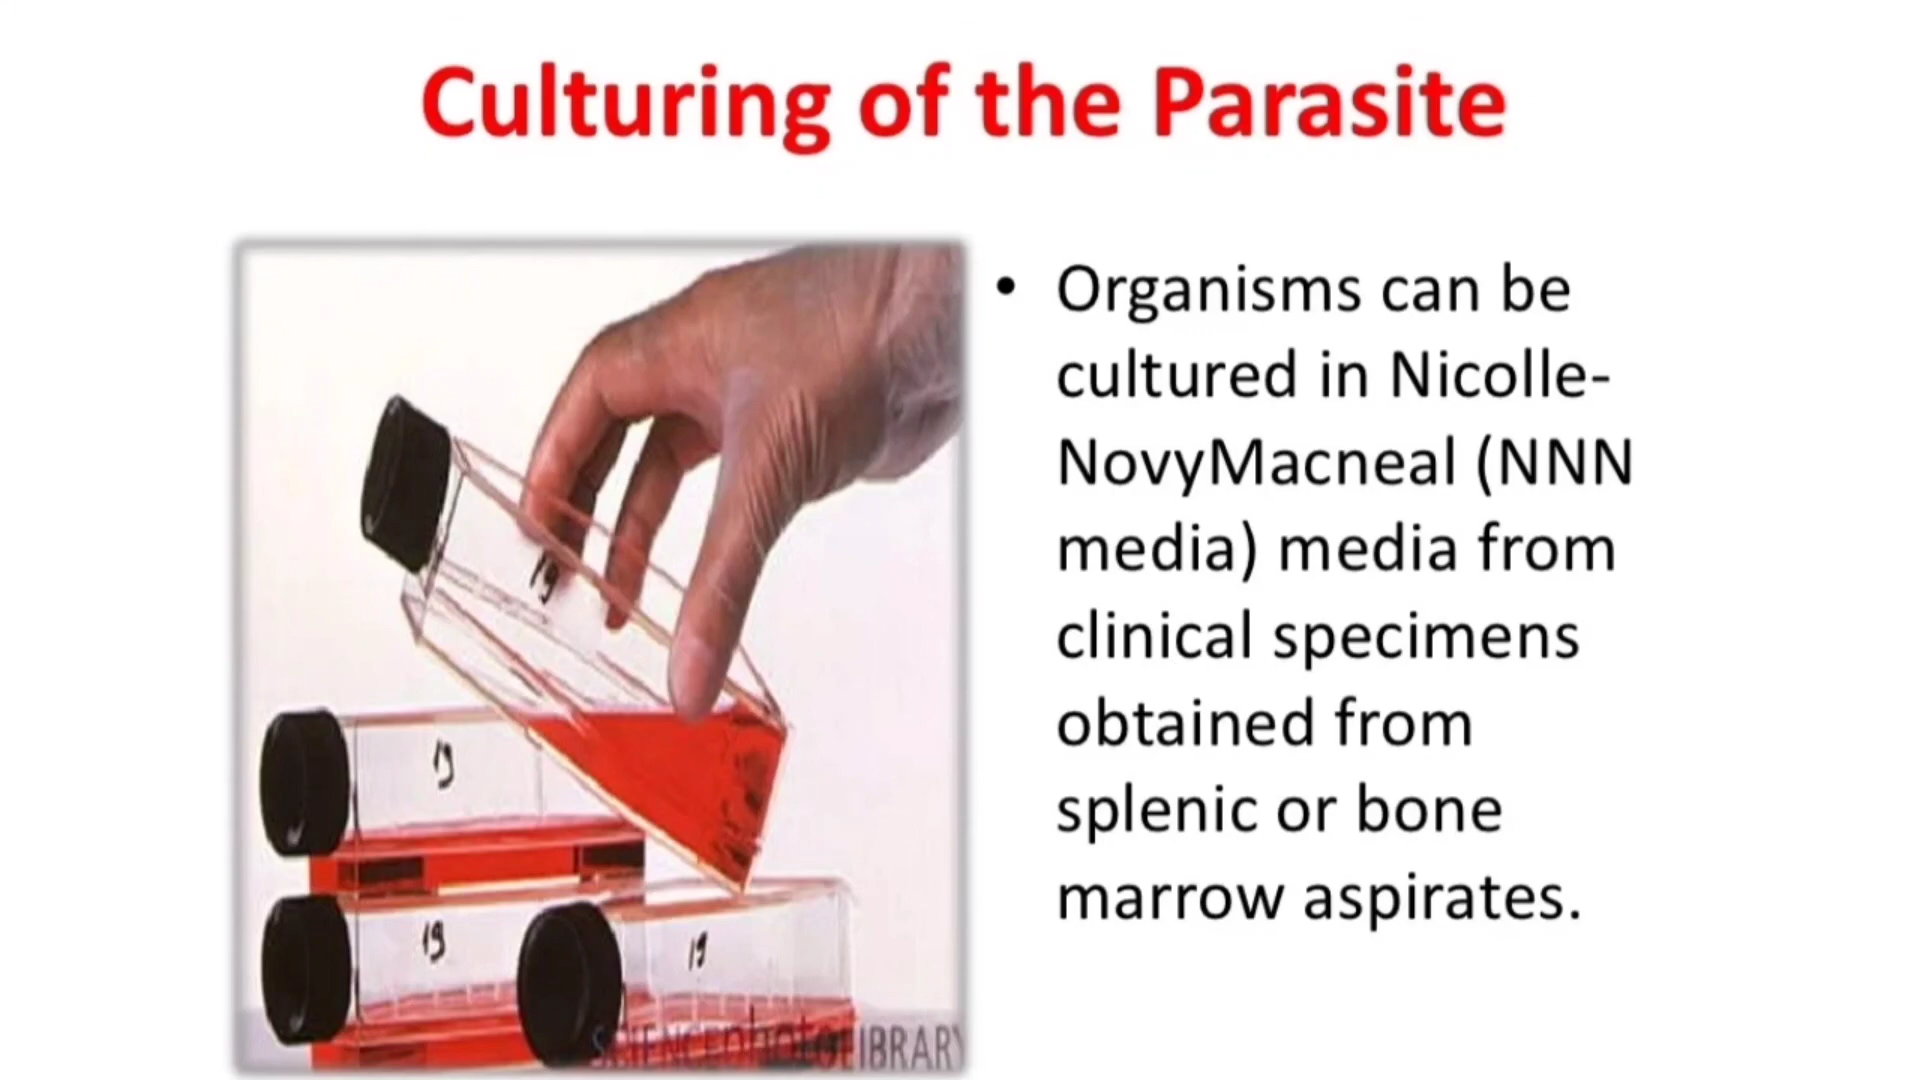 Culturing of the Parasite
• Organisms can be
cultured in Nicolle-
NovyMacneal (NNN
media) media from
clinical specimens
obtained from
splenic or bone
marrow aspirates.
19
19
19
19
SCIENCEphotoLIBRARY